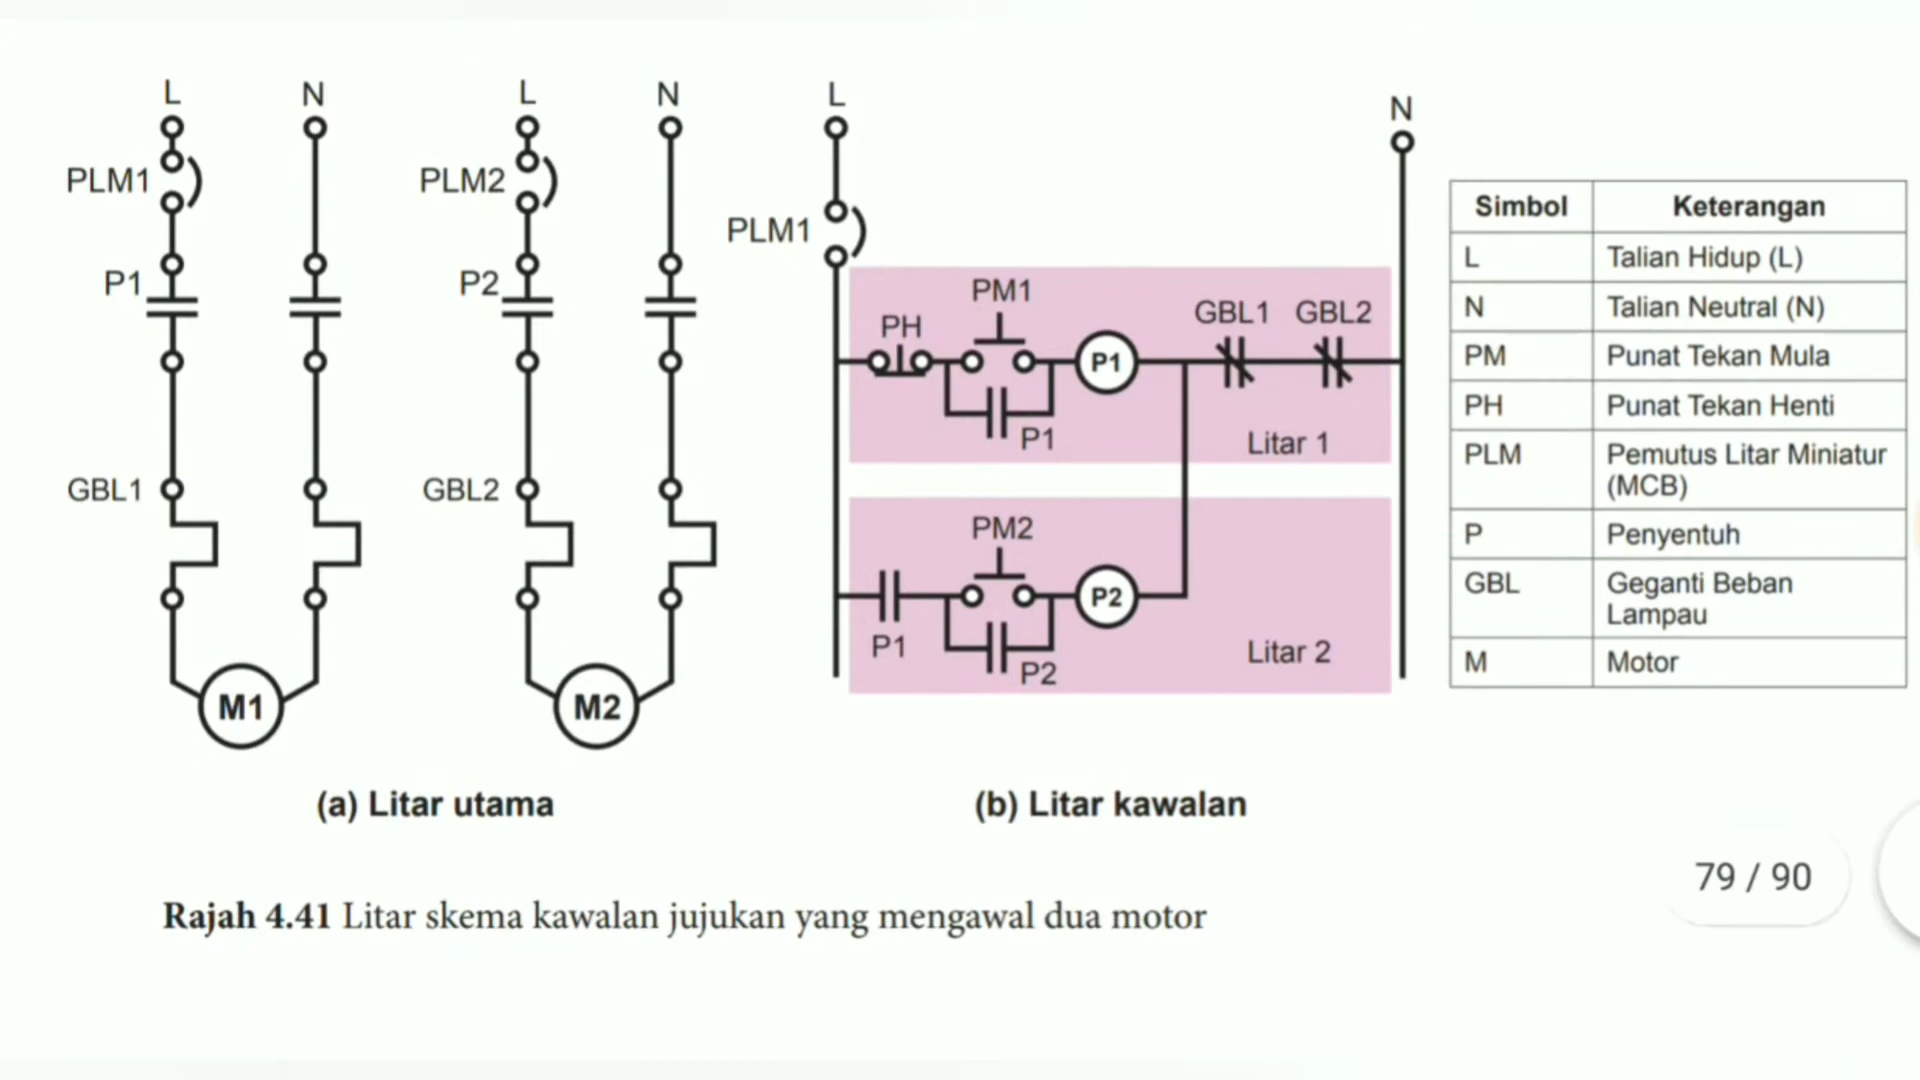 L
N
PLM1
P1
GBL1
M1
L
N
PLM2
P2
GBL2
M2
(a) Litar utama
L
N
PLM1
PH
PM1
P1
P1
GBL1
GBL2
Litar 1
P1
PM2
P2
P2
Litar 2
(b) Litar kawalan
Simbol Keterangan
L Talian Hidup (L)
N Talian Neutral (N)
PM Punat Tekan Mula
PH Punat Tekan Henti
PLM Pemutus Litar Miniatur
(MCB)
P Penyentuh
GBL Geganti Beban
Lampau
M Motor
79 / 90
Rajah 4.41 Litar skema kawalan jujukan yang mengawal dua motor